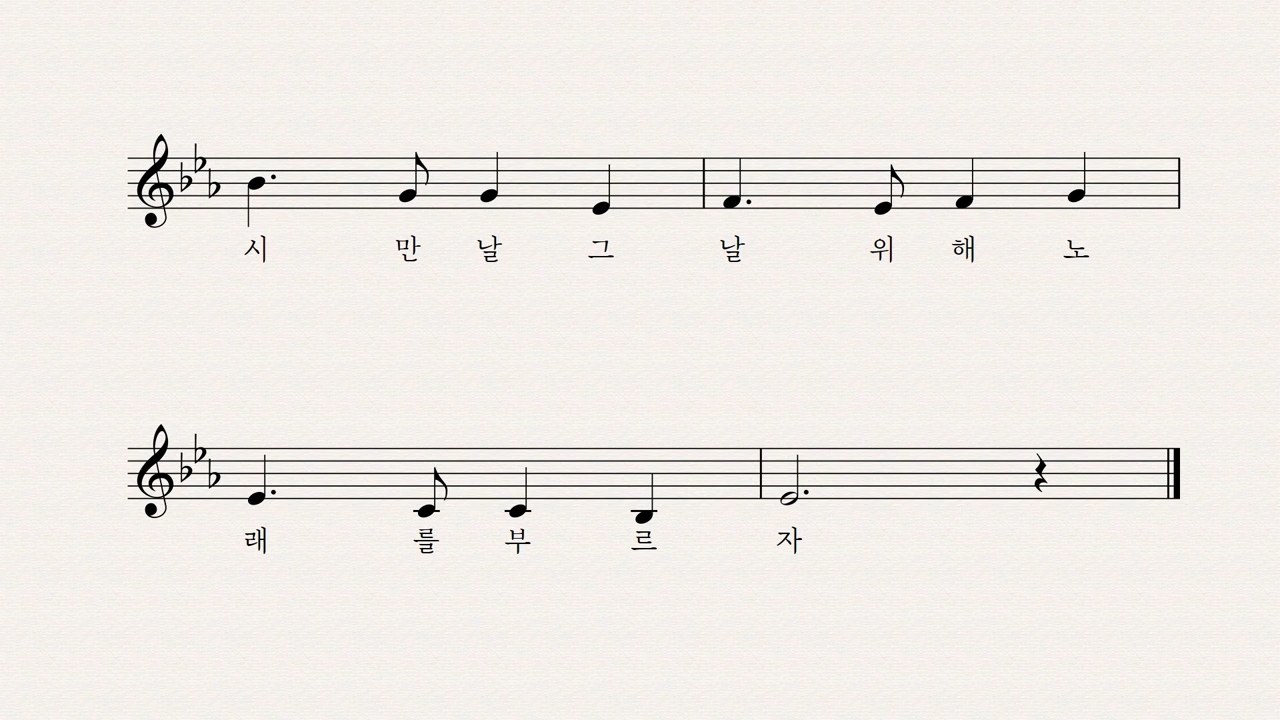 시 만 날 그 날 위 해 노
래 를 부 르 자